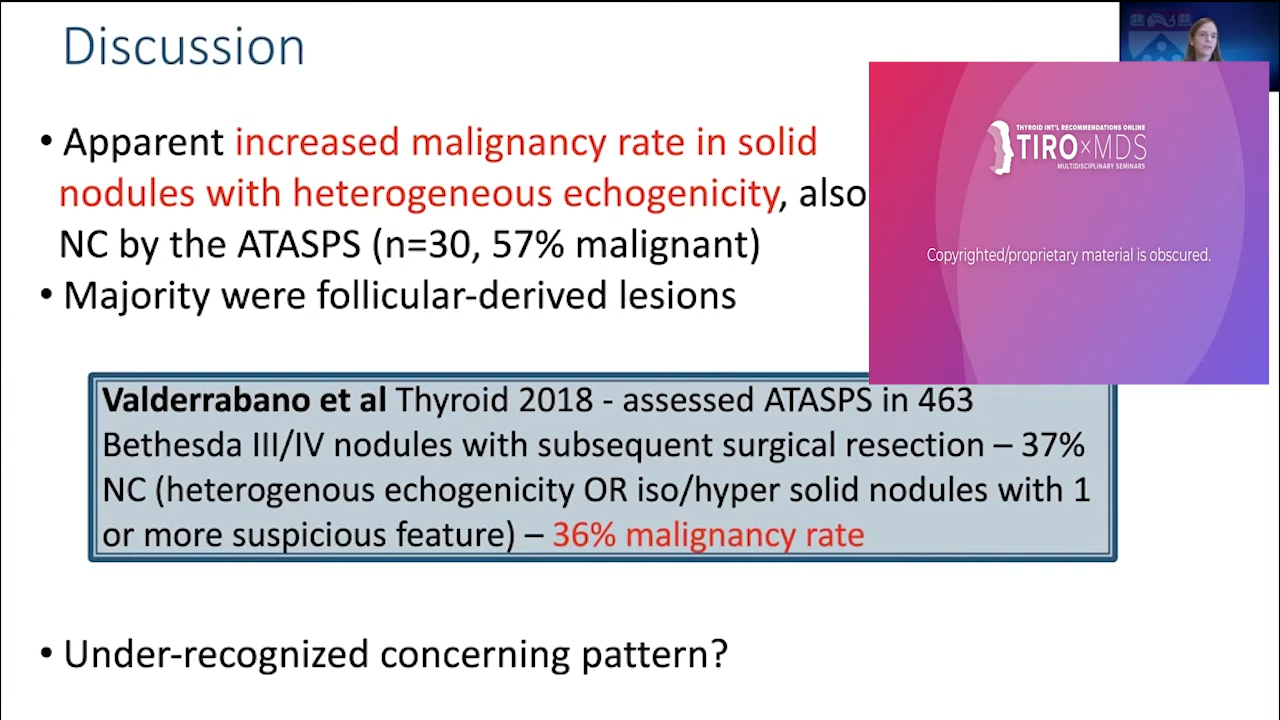 Discussion
• Apparent increased malignancy rate in solid
nodules with heterogeneous echogenicity, also
NC by the ATASPS (n=30, 57% malignant)
• Majority were follicular-derived lesions
THYROID INT'L RECOMMENDATIONS ONLINE
TIRO×MDS
MULTIDISCIPLINARY SEMINARS
Copyrighted/proprietary material is obscured.
Valderrabano et al Thyroid 2018 - assessed ATASPS in 463
Bethesda III/IV nodules with subsequent surgical resection – 37%
NC (heterogenous echogenicity OR iso/hyper solid nodules with 1
or more suspicious feature) – 36% malignancy rate
• Under-recognized concerning pattern?